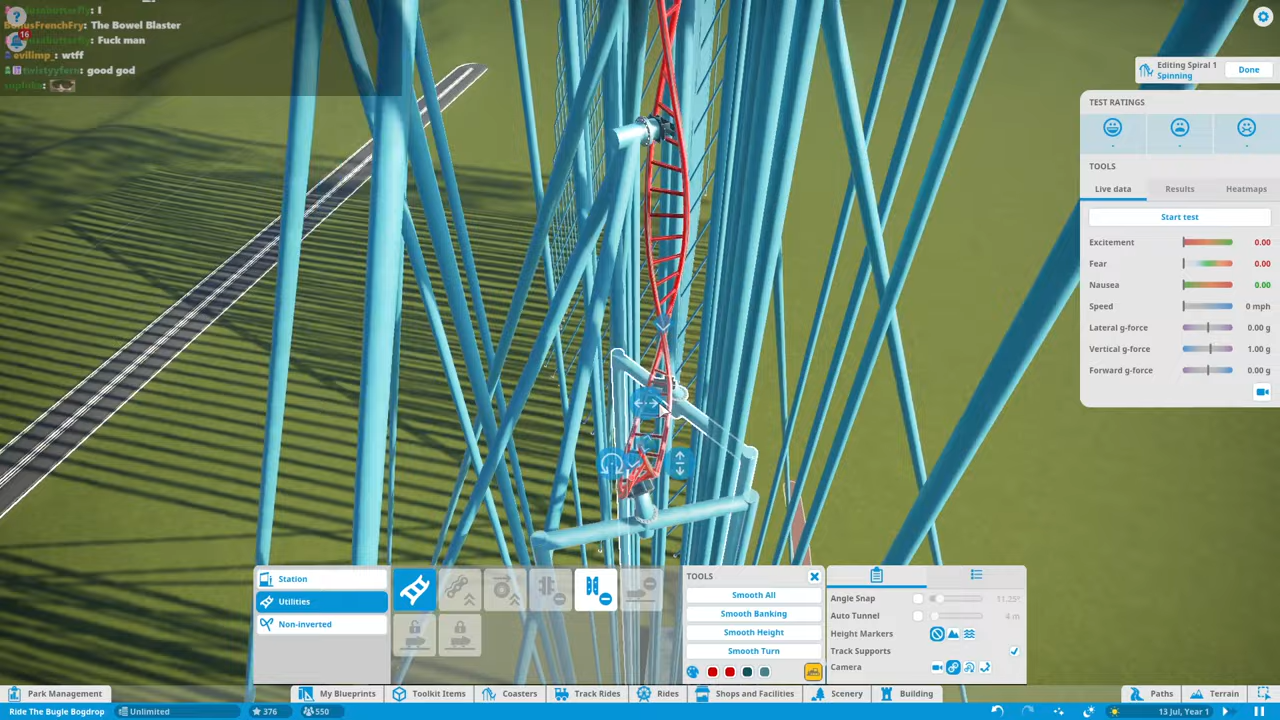 BonusFrenchFry: The Bowel Blaster
Fuck man
16
evilimp_: wtff
twistyyfern: good god
Editing Spiral 1
Spinning
Done
TEST RATINGS
- - -
TOOLS
Live data Results Heatmaps
Start test
Excitement 0.00
Fear 0.00
Nausea 0.00
Speed 0 mph
Lateral g-force 0.00 g
Vertical g-force 1.00 g
Forward g-force 0.00 g
Station
Utilities
Non-inverted
TOOLS
Smooth All
Smooth Banking
Smooth Height
Smooth Turn
Angle Snap 11.25°
Auto Tunnel 4 m
Height Markers
Track Supports
Camera
Park Management My Blueprints Toolkit Items Coasters Track Rides Rides Shops and Facilities Scenery Building Paths Terrain
Ride The Bugle Bogdrop Unlimited 376 550 13 Jul, Year 1